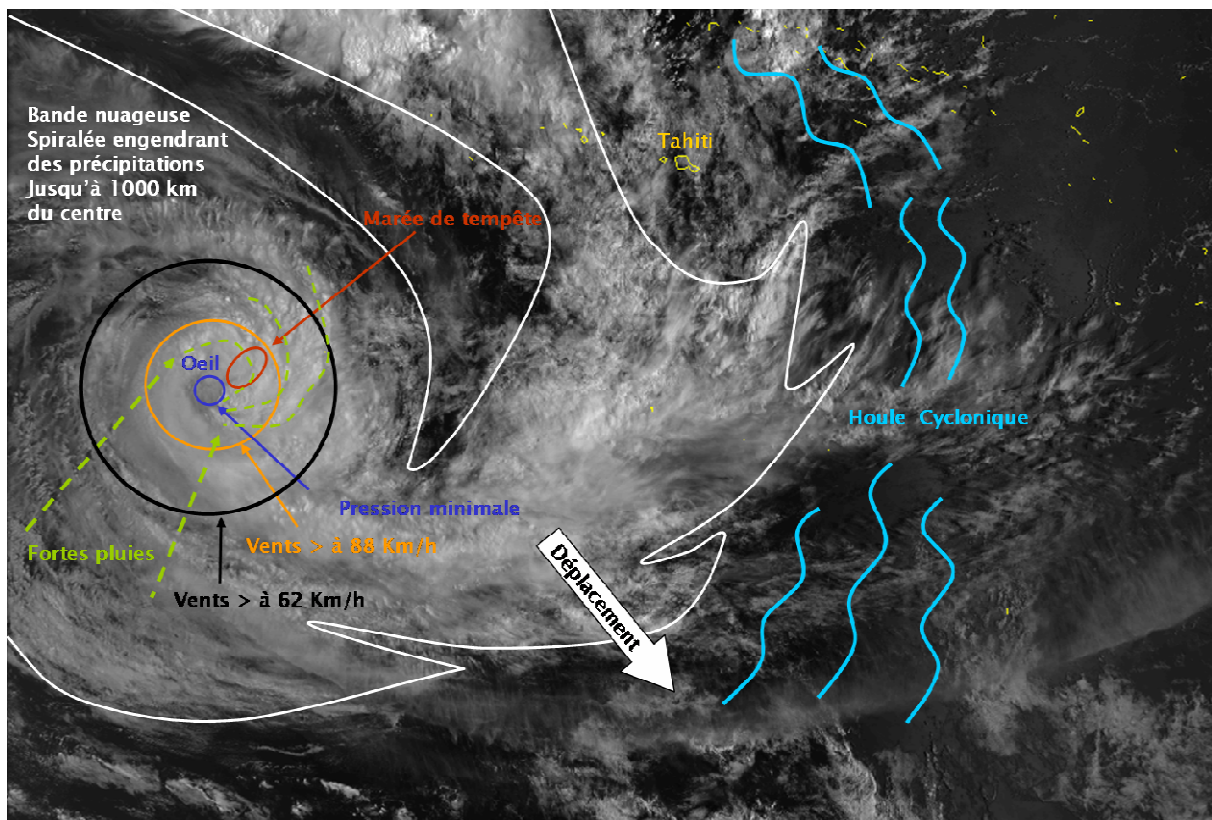 Bande nuageuse
Spiralée engendrant
des précipitations
Jusqu'à 1000 km
du centre
Tahiti
Marée de tempête
Oeil
Houle Cyclonique
Pression minimale
Vents > à 88 Km/h
Fortes pluies
Vents > à 62 Km/h
Déplacement